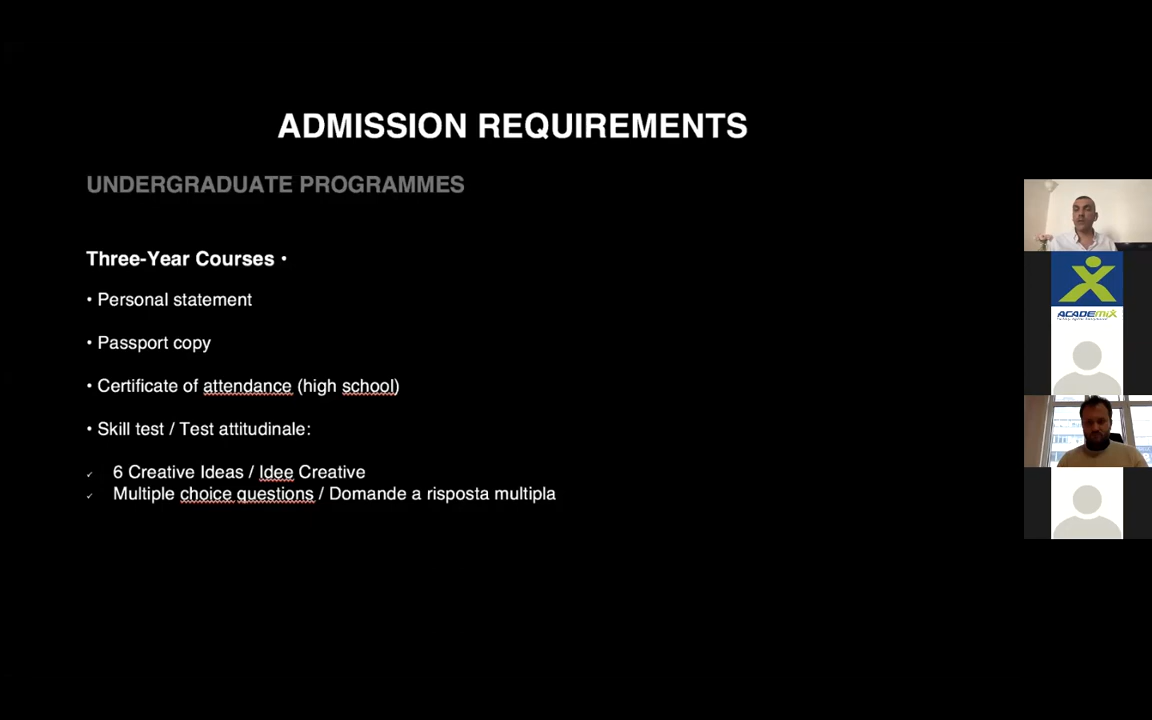 ADMISSION REQUIREMENTS
UNDERGRADUATE PROGRAMMES
Three-Year Courses •
• Personal statement
• Passport copy
• Certificate of attendance (high school)
• Skill test / Test attitudinale:
✓ 6 Creative Ideas / Idee Creative
✓ Multiple choice questions / Domande a risposta multipla
ACADEMIX